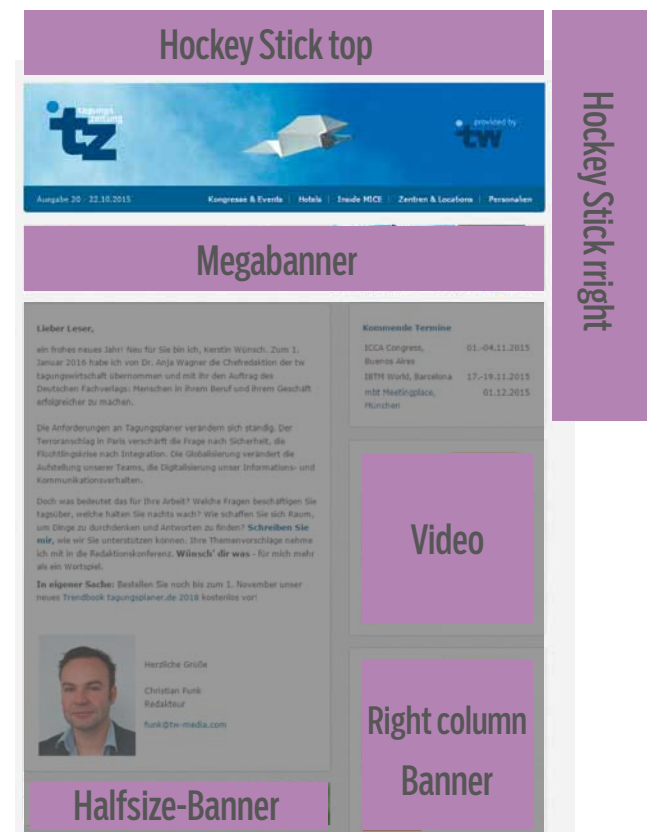 Hockey Stick top
Hockey Stick rright
tagungs
zeitung
tz
provided by
tw
Ausgabe 20 - 22.10.2015
Kongresse & Events | Hotels | Inside MICE | Zentren & Locations | Personalien
Megabanner
Lieber Leser,
ein frohes neues Jahr! Neu für Sie bin ich, Kerstin Wünsch. Zum 1.
Januar 2016 habe ich von Dr. Anja Wagner die Chefredaktion der tw
tagungswirtschaft übernommen und mit ihr den Auftrag des
Deutschen Fachverlags: Menschen in ihrem Beruf und ihrem Geschäft
erfolgreicher zu machen.
Die Anforderungen an Tagungsplaner verändern sich ständig. Der
Terroranschlag in Paris verschärft die Frage nach Sicherheit, die
Flüchtlingskrise nach Integration. Die Globalisierung verändert die
Aufstellung unserer Teams, die Digitalisierung unser Informations- und
Kommunikationsverhalten.
Doch was bedeutet das für Ihre Arbeit? Welche Fragen beschäftigen Sie
tagsüber, welche halten Sie nachts wach? Wie schaffen Sie sich Raum,
um Dinge zu durchdenken und Antworten zu finden? Schreiben Sie
mir, wie wir Sie unterstützen können. Ihre Themenvorschläge nehme
ich mit in die Redaktionskonferenz. Wünsch' dir was - für mich mehr
als ein Wortspiel.
In eigener Sache: Bestellen Sie noch bis zum 1. November unser
neues Trendbook tagungsplaner.de 2016 kostenlos vor!
Herzliche Grüße
Christian Funk
Redakteur
funk@tw-media.com
Halfsize-Banner
Kommende Termine
ICCA Congress, 01.-04.11.2015
Buenos Aires
IBTM World, Barcelona 17.-19.11.2015
mbt Meetingplace, 01.12.2015
München
Video
Right column
Banner